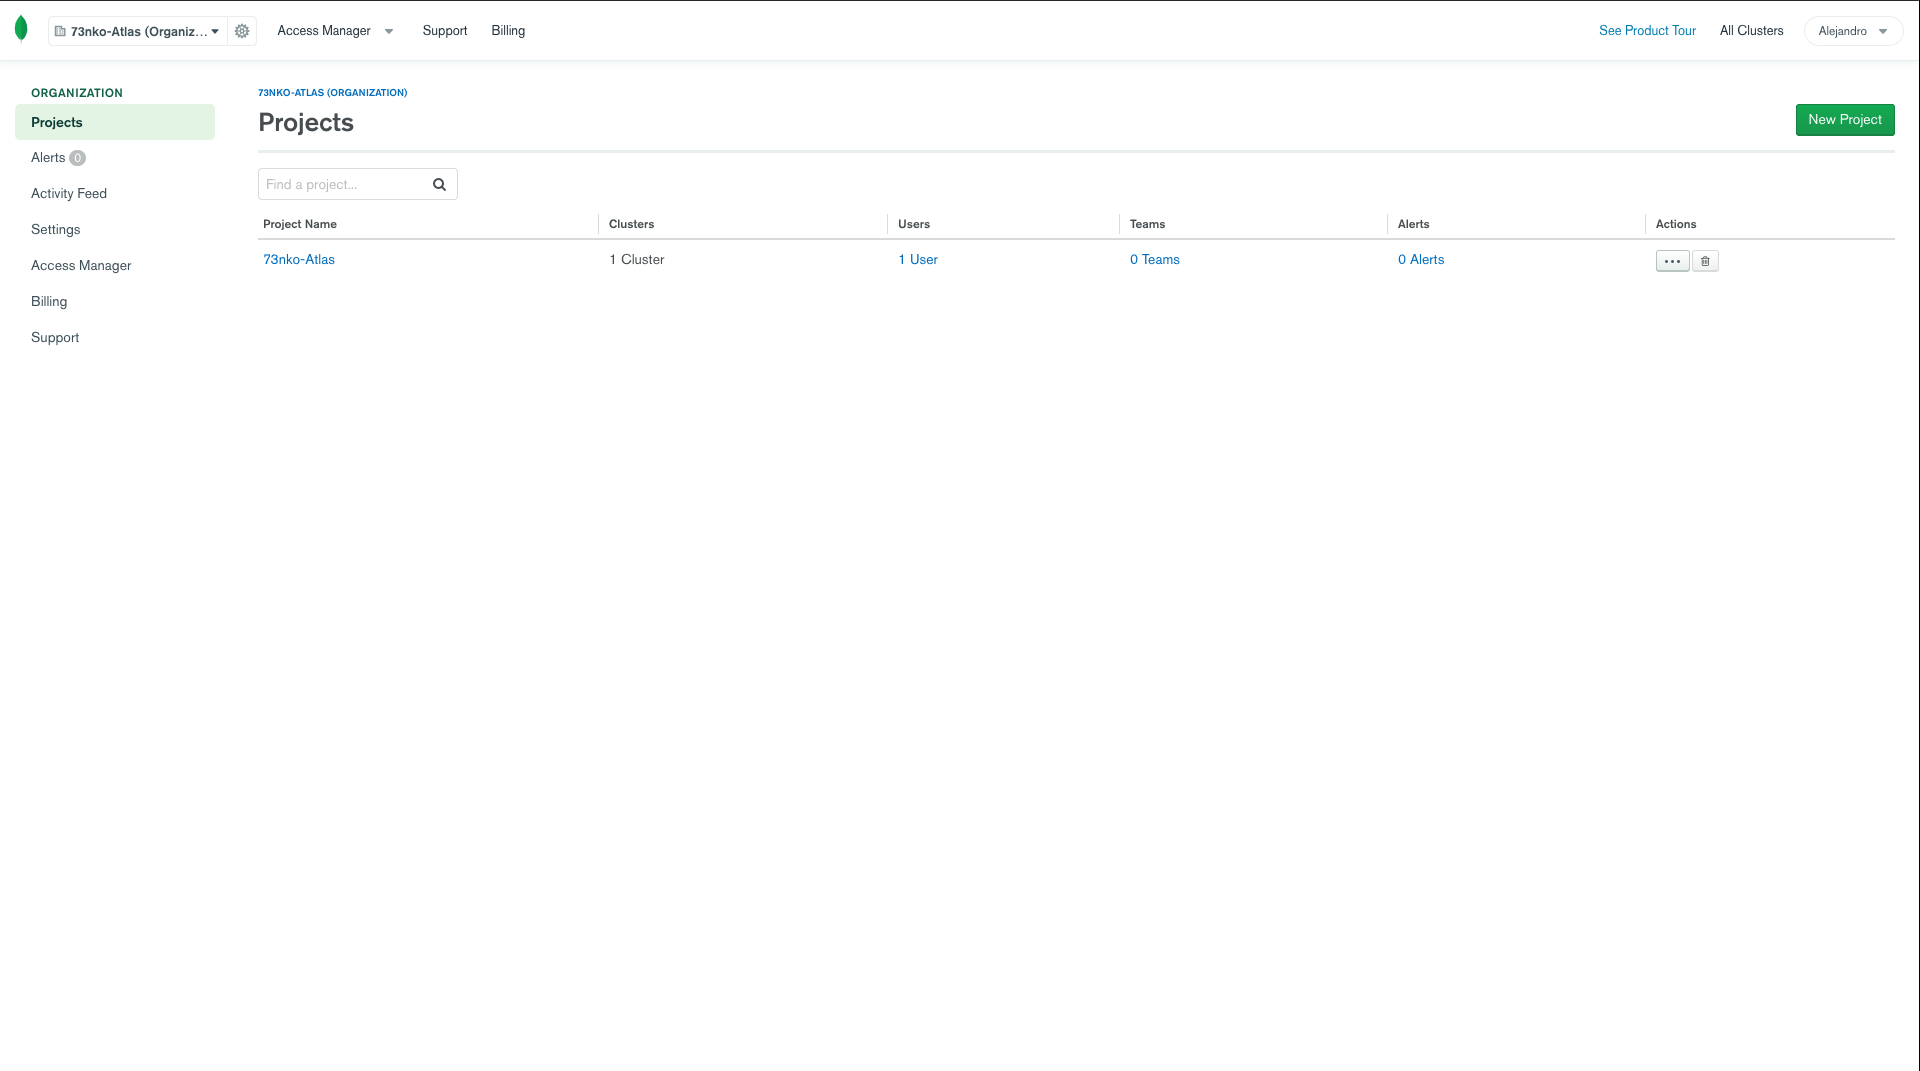 73nko-Atlas (Organiz...
Access Manager
Support
Billing
See Product Tour
All Clusters
Alejandro
ORGANIZATION
Projects
Alerts 0
Activity Feed
Settings
Access Manager
Billing
Support
73NKO-ATLAS (ORGANIZATION)
Projects
New Project
Find a project...
Project Name Clusters Users Teams Alerts Actions
73nko-Atlas 1 Cluster 1 User 0 Teams 0 Alerts